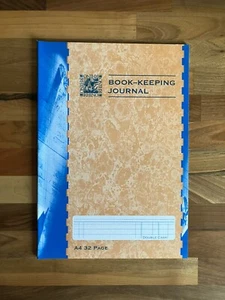 BOOK-KEEPING
JOURNAL
A4 32 PAGE